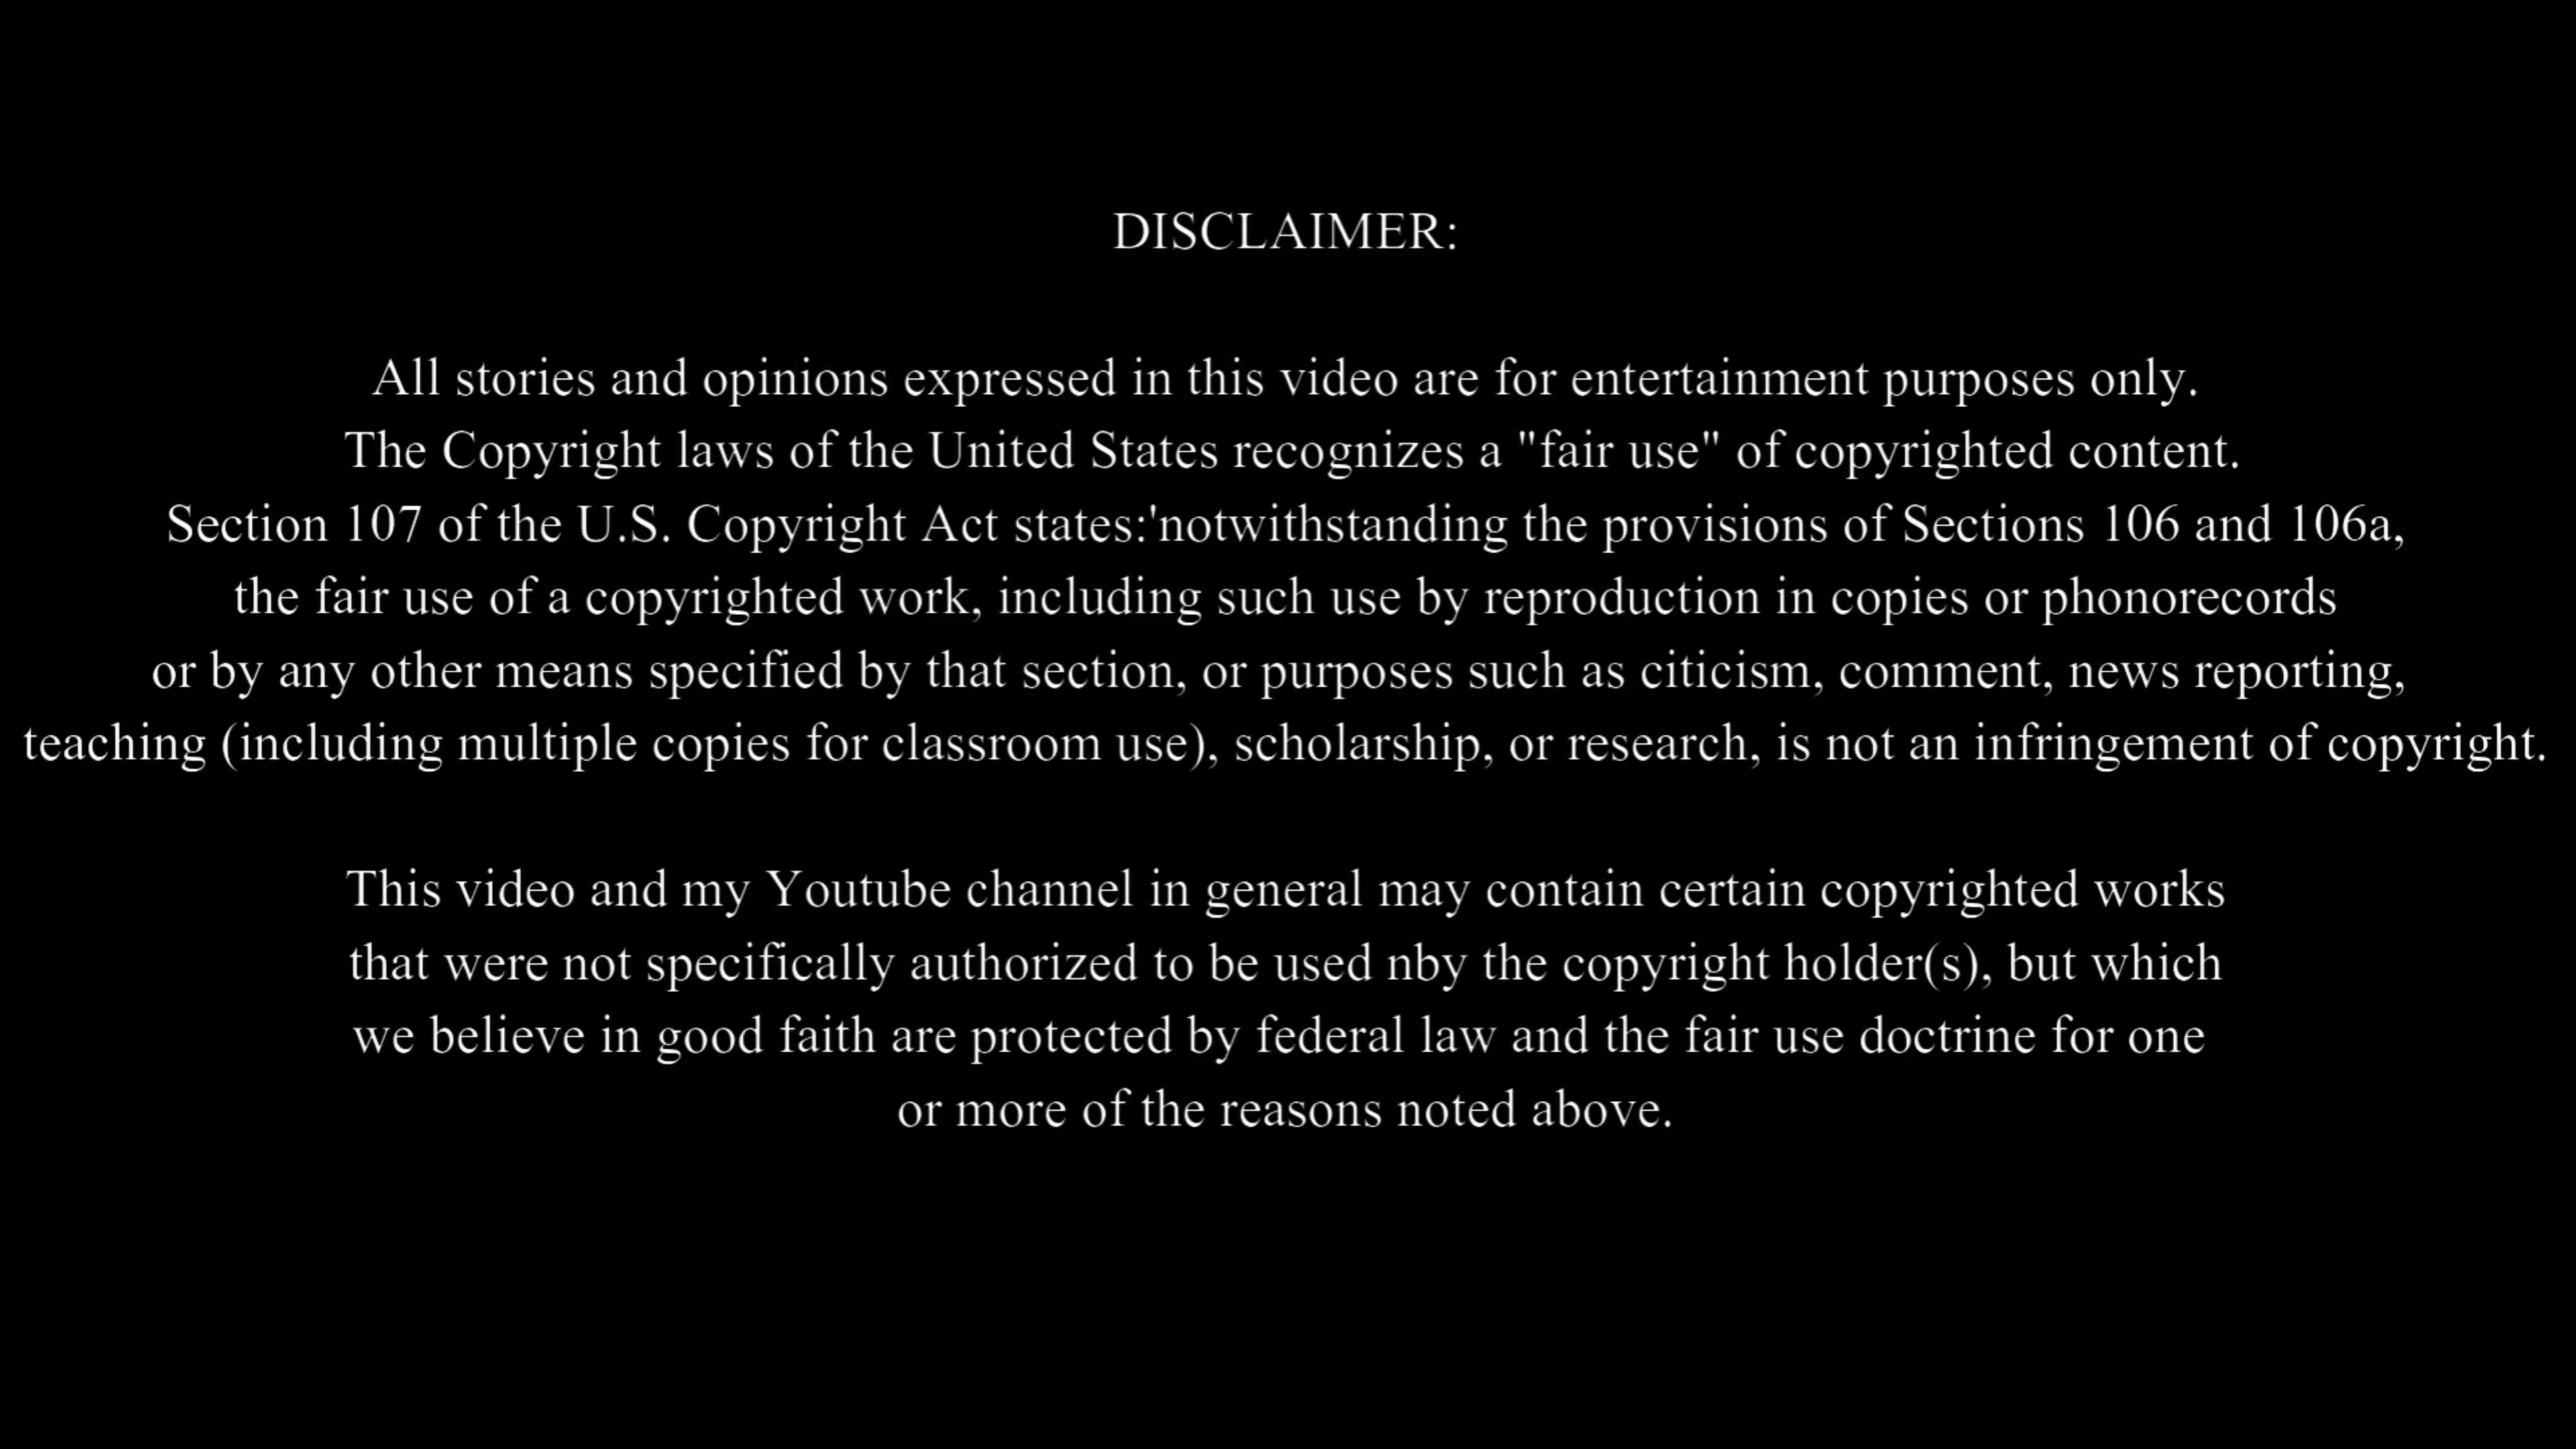 DISCLAIMER:
All stories and opinions expressed in this video are for entertainment purposes only.
The Copyright laws of the United States recognizes a "fair use" of copyrighted content.
Section 107 of the U.S. Copyright Act states:'notwithstanding the provisions of Sections 106 and 106a,
the fair use of a copyrighted work, including such use by reproduction in copies or phonorecords
or by any other means specified by that section, or purposes such as citicism, comment, news reporting,
teaching (including multiple copies for classroom use), scholarship, or research, is not an infringement of copyright.
This video and my Youtube channel in general may contain certain copyrighted works
that were not specifically authorized to be used nby the copyright holder(s), but which
we believe in good faith are protected by federal law and the fair use doctrine for one
or more of the reasons noted above.